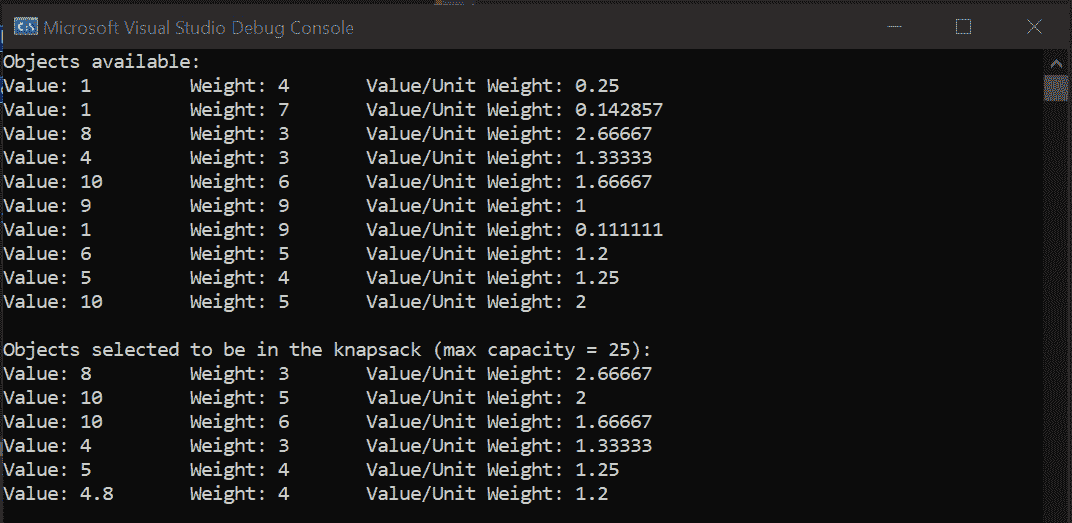 Microsoft Visual Studio Debug Console
Objects available:
Value: 1 Weight: 4 Value/Unit Weight: 0.25
Value: 1 Weight: 7 Value/Unit Weight: 0.142857
Value: 8 Weight: 3 Value/Unit Weight: 2.66667
Value: 4 Weight: 3 Value/Unit Weight: 1.33333
Value: 10 Weight: 6 Value/Unit Weight: 1.66667
Value: 9 Weight: 9 Value/Unit Weight: 1
Value: 1 Weight: 9 Value/Unit Weight: 0.111111
Value: 6 Weight: 5 Value/Unit Weight: 1.2
Value: 5 Weight: 4 Value/Unit Weight: 1.25
Value: 10 Weight: 5 Value/Unit Weight: 2
Objects selected to be in the knapsack (max capacity = 25):
Value: 8 Weight: 3 Value/Unit Weight: 2.66667
Value: 10 Weight: 5 Value/Unit Weight: 2
Value: 10 Weight: 6 Value/Unit Weight: 1.66667
Value: 4 Weight: 3 Value/Unit Weight: 1.33333
Value: 5 Weight: 4 Value/Unit Weight: 1.25
Value: 4.8 Weight: 4 Value/Unit Weight: 1.2